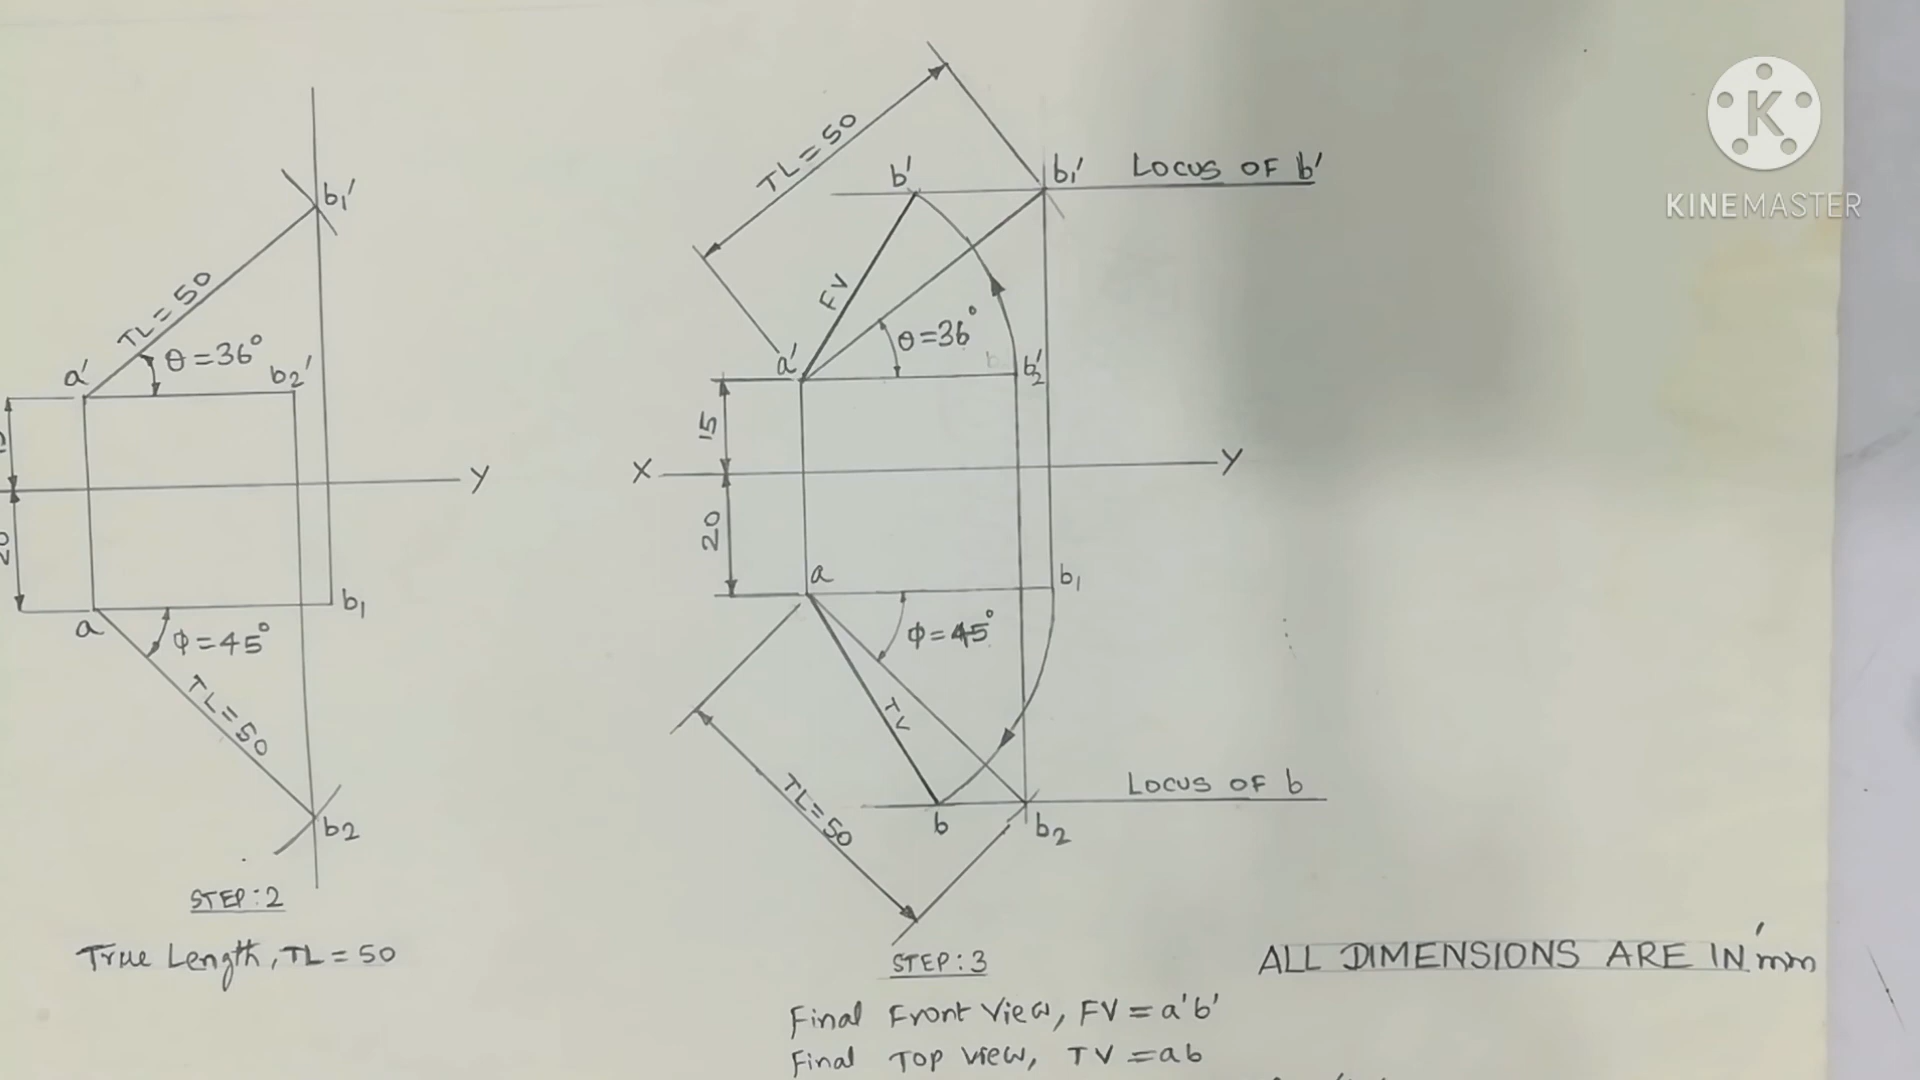 b₁'
TL=50
a'
θ=36°
b₂'
Y
20
b₁
a
φ=45°
TL=50
b₂
STEP:2
True Length, TL=50
TL=50
b'
b₁'
LOCUS OF b'
FV
θ=36°
a'
b₂'
15
X
Y
20
a
b₁
φ=45°
TV
TL=50
LOCUS OF b
b
b₂
STEP:3
Final Front View, FV=a'b'
Final Top View, TV=ab
ALL DIMENSIONS ARE IN mm
K
KINEMASTER